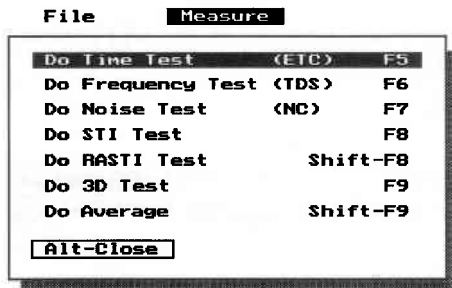 File Measure
Do Time Test (ETC) F5
Do Frequency Test (TDS) F6
Do Noise Test (NC) F7
Do STI Test F8
Do RASTI Test Shift-F8
Do 3D Test F9
Do Average Shift-F9
Alt-Close